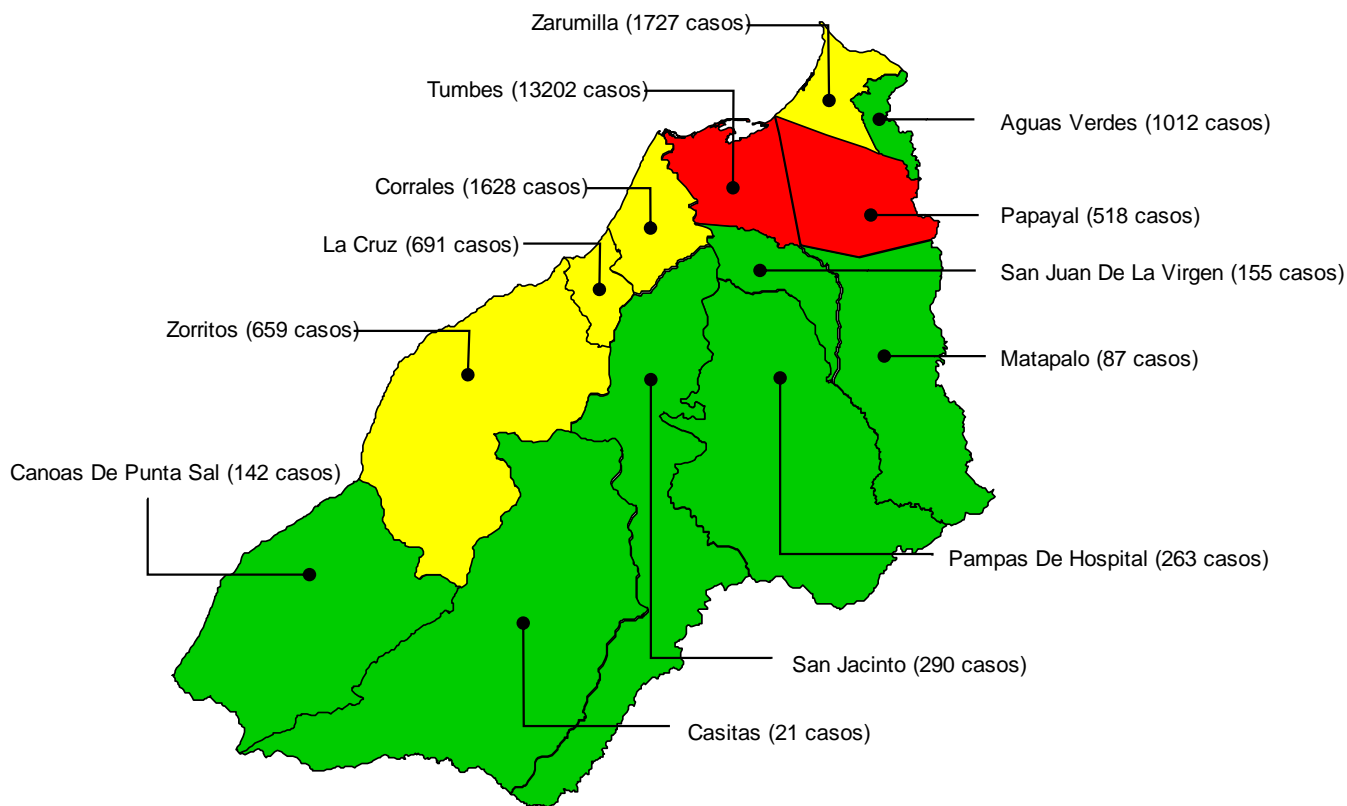 Zarumilla (1727 casos)
Tumbes (13202 casos)
Aguas Verdes (1012 casos)
Corrales (1628 casos)
Papayal (518 casos)
La Cruz (691 casos)
San Juan De La Virgen (155 casos)
Zorritos (659 casos)
Matapalo (87 casos)
Canoas De Punta Sal (142 casos)
Pampas De Hospital (263 casos)
San Jacinto (290 casos)
Casitas (21 casos)